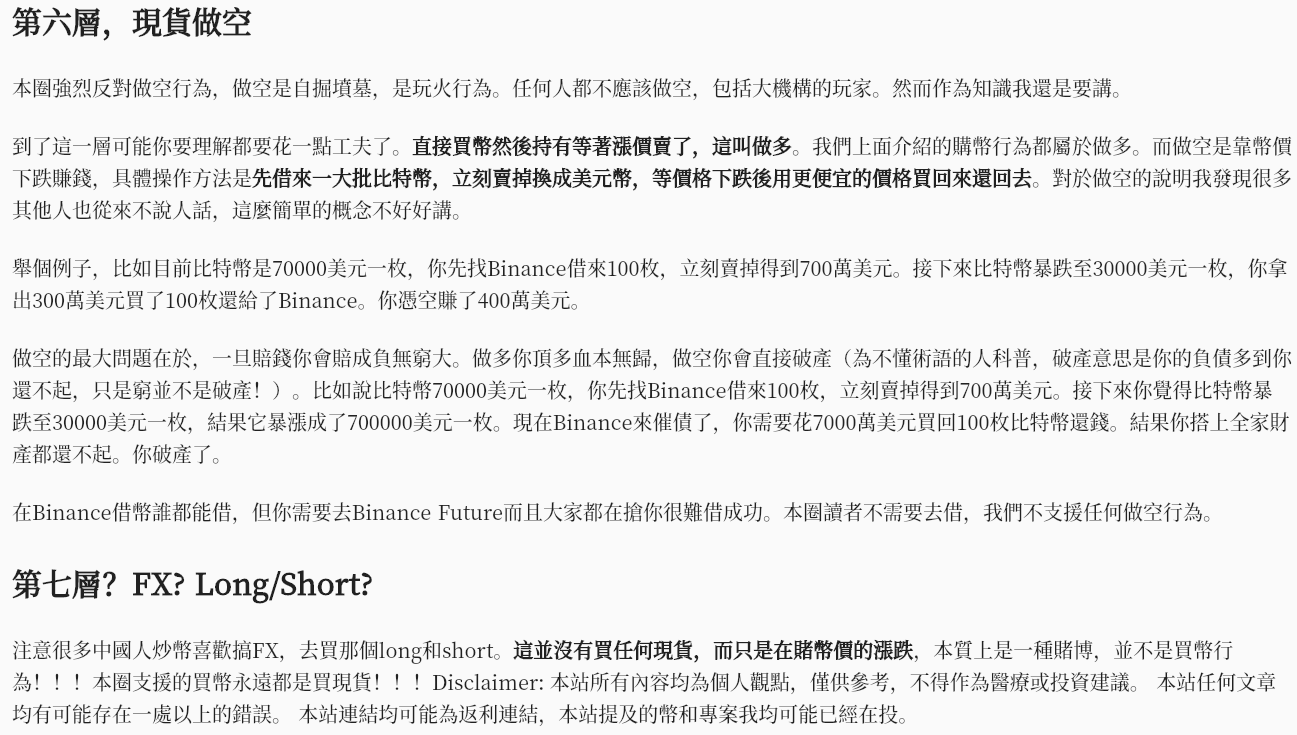 第六層，現貨做空
本圈強烈反對做空行為，做空是自掘墳墓，是玩火行為。任何人都不應該做空，包括大機構的玩家。然而作為知識我還是要講。
到了這一層可能你要理解都要花一點工夫了。直接買幣然後持有等著漲價賣了，這叫做多。我們上面介紹的購幣行為都屬於做多。而做空是靠幣價
下跌賺錢，具體操作方法是先借來一大批比特幣，立刻賣掉換成美元幣，等價格下跌後用更便宜的價格買回來還回去。對於做空的說明我發現很多
其他人也從來不說人話，這麼簡單的概念不好好講。
舉個例子，比如目前比特幣是70000美元一枚，你先找Binance借來100枚，立刻賣掉得到700萬美元。接下來比特幣暴跌至30000美元一枚，你拿
出300萬美元買了100枚還給了Binance。你憑空賺了400萬美元。
做空的最大問題在於，一旦賠錢你會賠成負無窮大。做多你頂多血本無歸，做空你會直接破產（為不懂術語的人科普，破產意思是你的負債多到你
還不起，只是窮並不是破產！）。比如說比特幣70000美元一枚，你先找Binance借來100枚，立刻賣掉得到700萬美元。接下來你覺得比特幣暴
跌至30000美元一枚，結果它暴漲成了700000美元一枚。現在Binance來催債了，你需要花7000萬美元買回100枚比特幣還錢。結果你搭上全家財
產都還不起。你破產了。
在Binance借幣誰都能借，但你需要去Binance Future而且大家都在搶你很難借成功。本圈讀者不需要去借，我們不支援任何做空行為。
第七層？FX? Long/Short?
注意很多中國人炒幣喜歡搞FX，去買那個long和short。這並沒有買任何現貨，而只是在賭幣價的漲跌，本質上是一種賭博，並不是買幣行
為！！！本圈支援的買幣永遠都是買現貨！！！Disclaimer: 本站所有內容均為個人觀點，僅供參考，不得作為醫療或投資建議。 本站任何文章
均有可能存在一處以上的錯誤。 本站連結均可能為返利連結，本站提及的幣和專案我均可能已經在投。